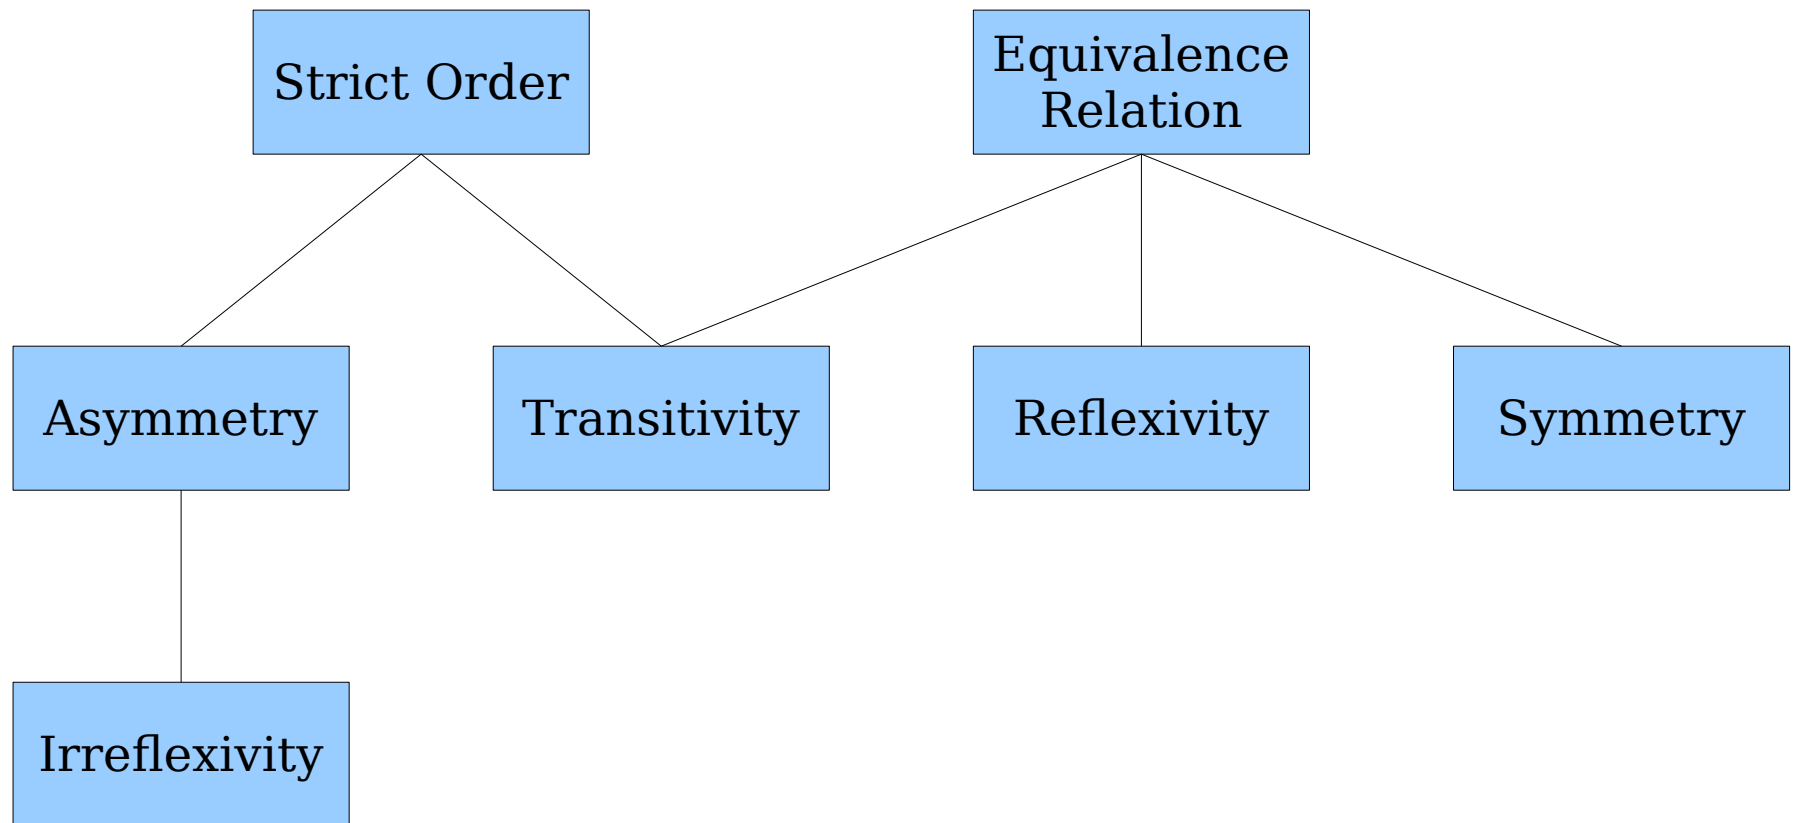 Strict Order
Equivalence
Relation
Asymmetry
Transitivity
Reflexivity
Symmetry
Irreflexivity